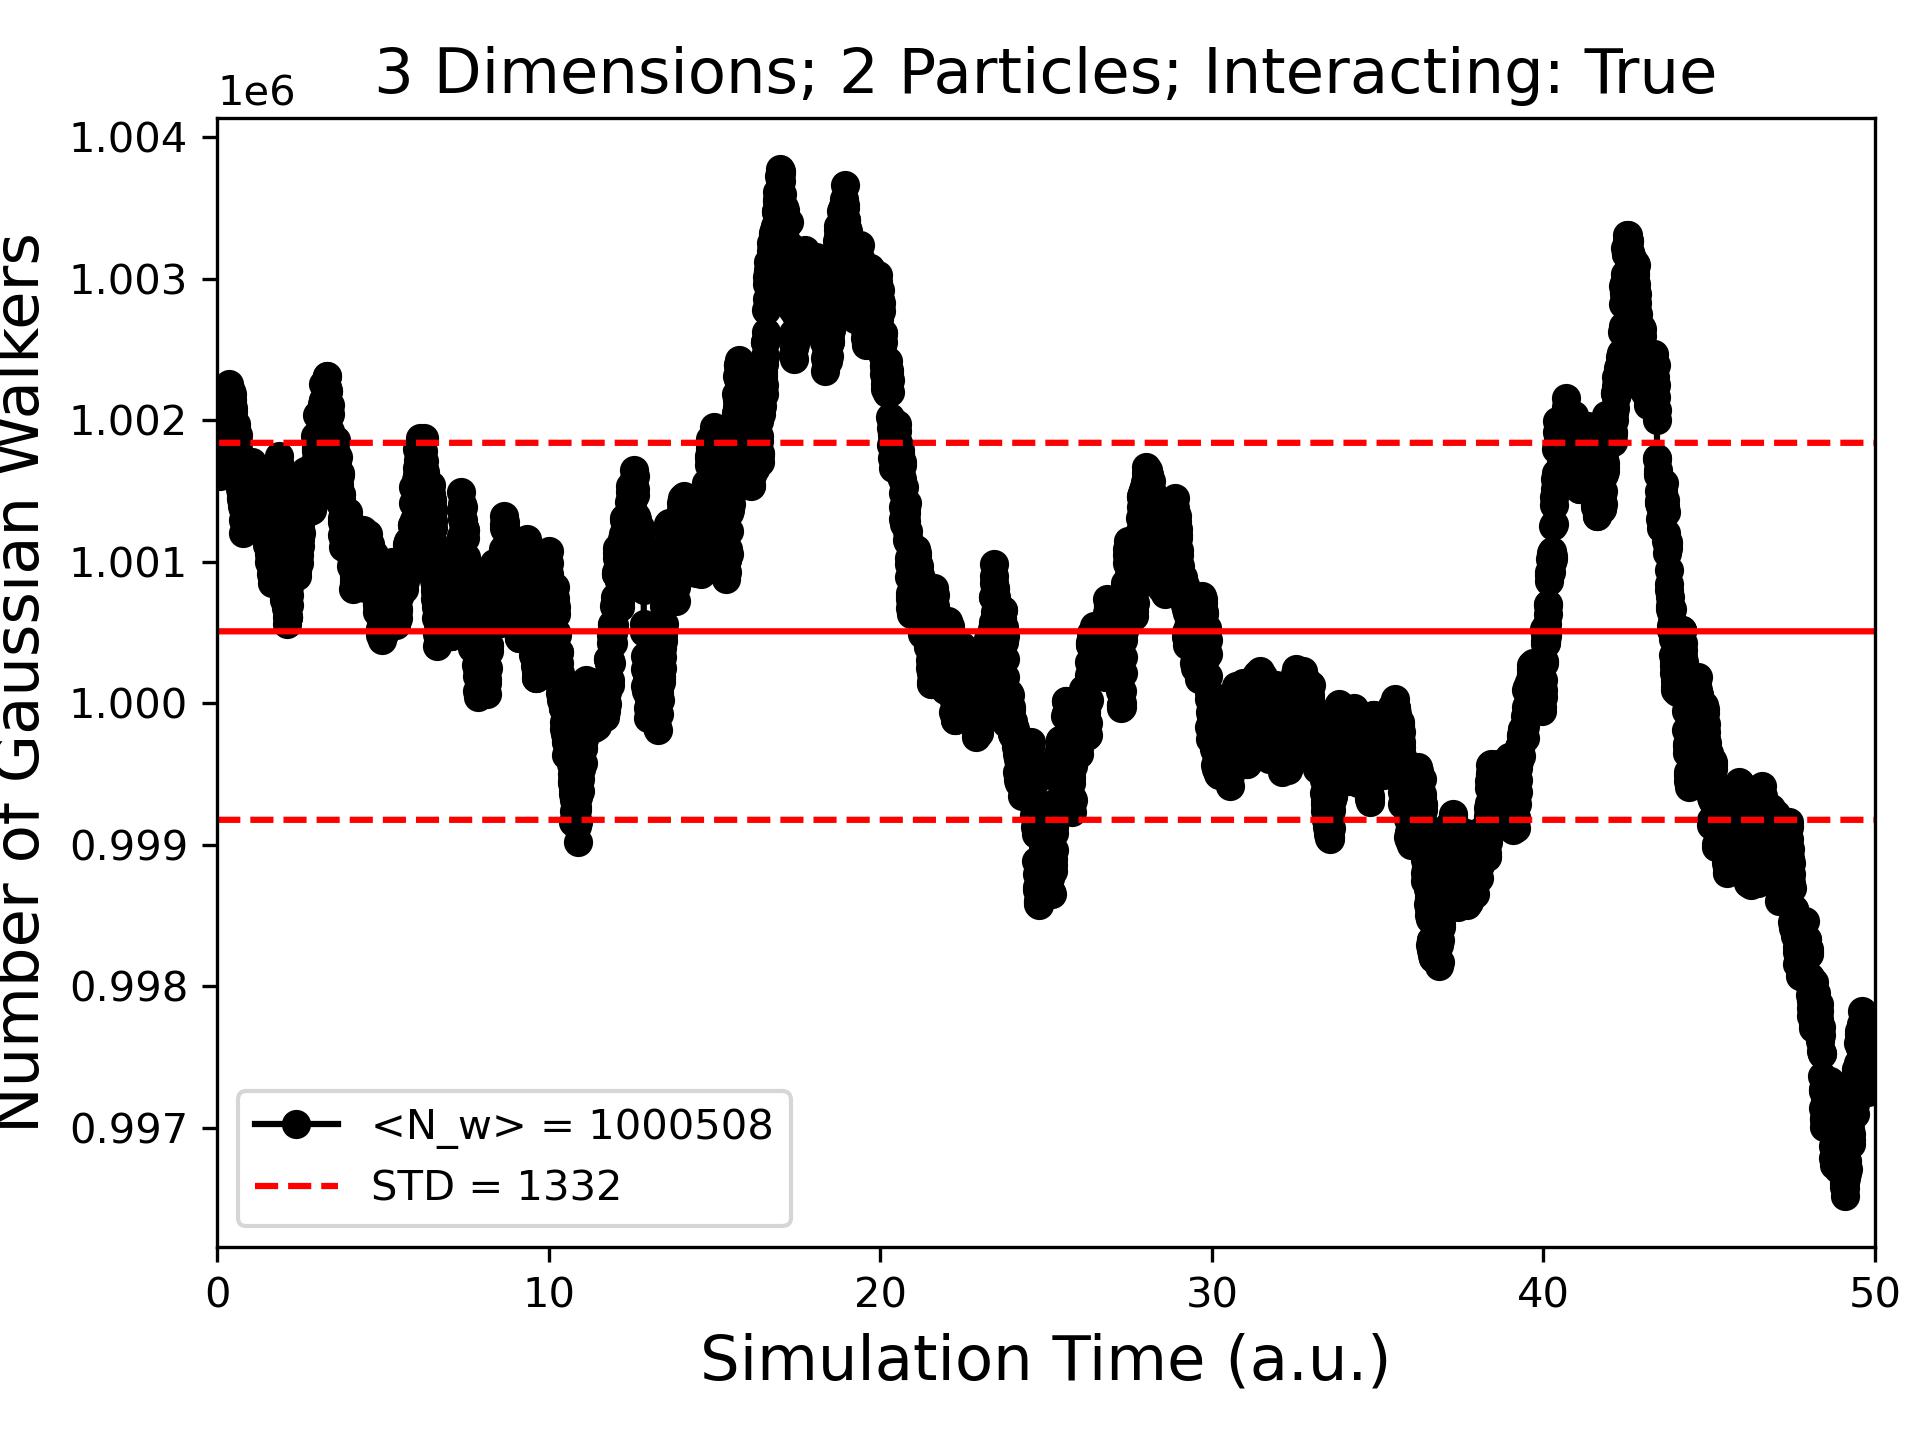 3 Dimensions; 2 Particles; Interacting: True
1e6
1.004
1.003
1.002
1.001
1.000
0.999
0.998
0.997
Number of Gaussian Walkers
<N_w> = 1000508
STD = 1332
0 10 20 30 40 50
Simulation Time (a.u.)